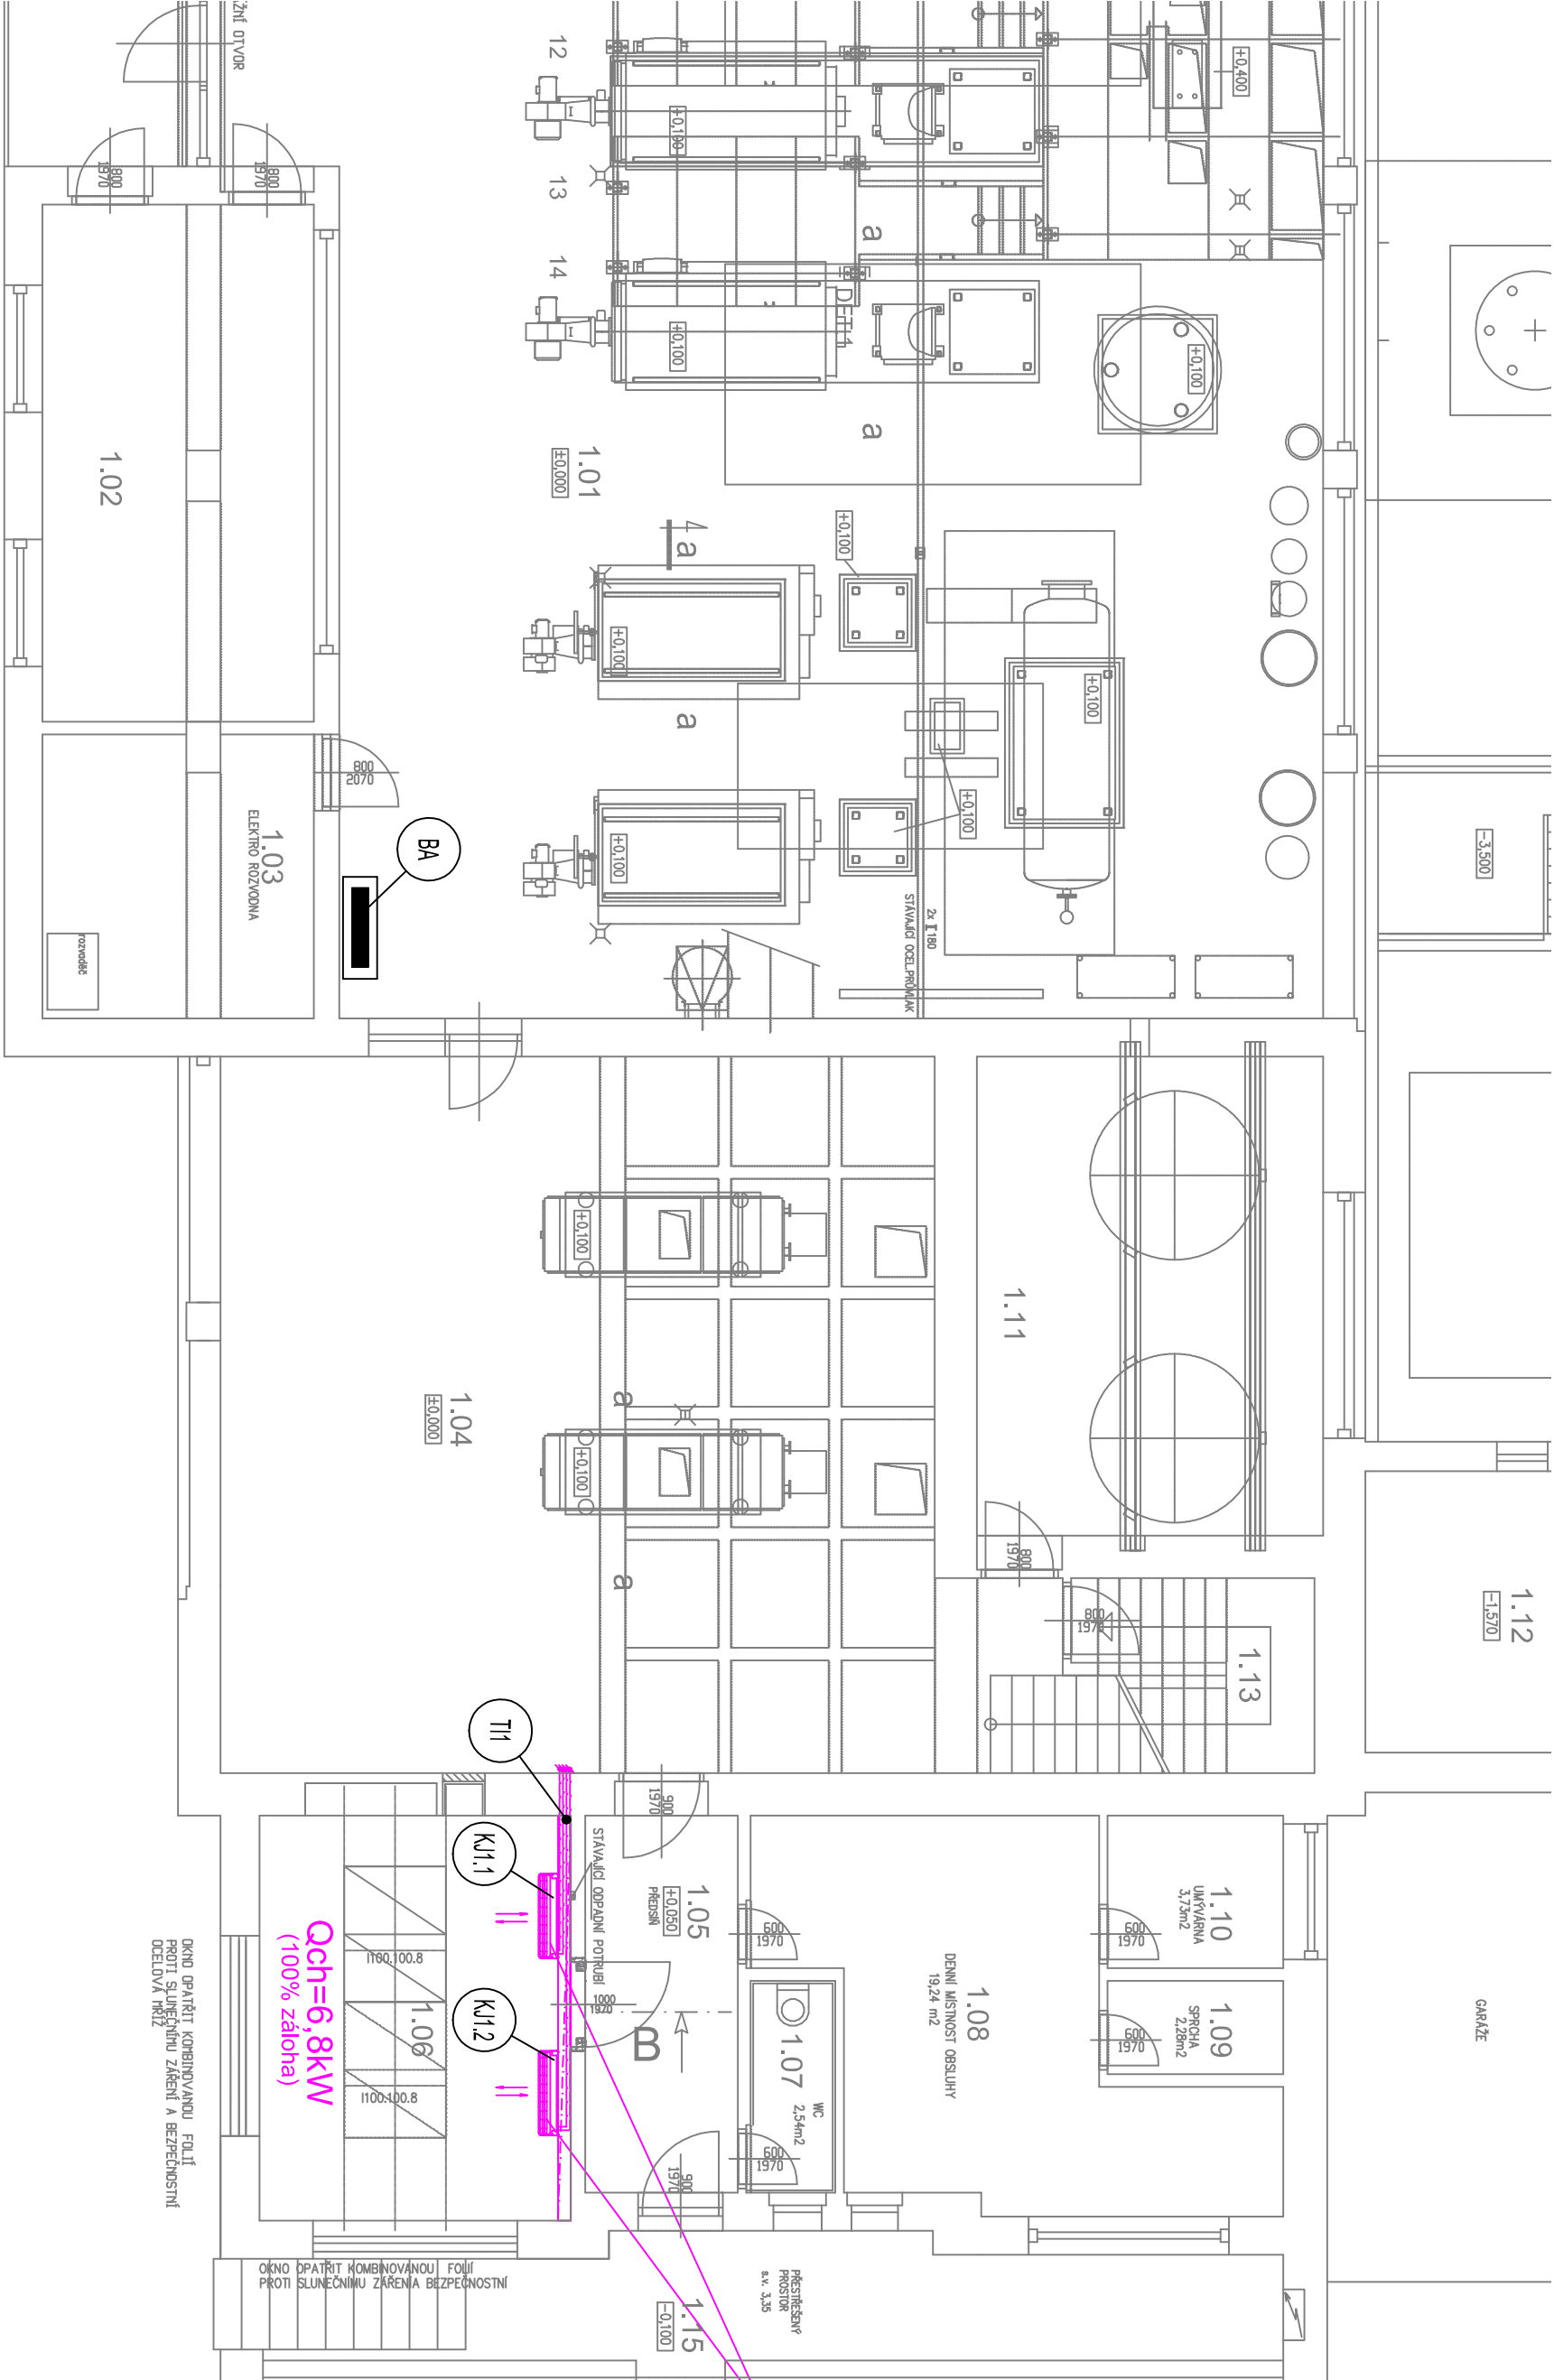 ŽNÍ OTVOR
12
13
14
+0,400
+0,100
800
1970
800
1970
a
DET.1
+0,100
+0,100
a
1.01
±0,000
1.02
4
a
+0,100
+0,100
+0,100
a
800
2070
BA
1.03
ELEKTRO ROZVODNA
rozvaděč
+0,100
+0,100
2x I 180
STÁVAJÍCÍ OCEL.PRŮVLAK
-3,500
+0,100
1.11
1.04
±0,000
a
+0,100
a
800
1970
800
1970
1.12
-1,570
1.13
TI1
900
1970
KJ1.1
STÁVAJÍCÍ ODPADNÍ POTRUBÍ
1.05
+0,050
PŘEDSÍŇ
600
1970
1.10
UMÝVÁRNA
3,73m2
600
1970
1.08
DENNÍ MÍSTNOST OBSLUHY
19,24 m2
1.09
SPRCHA
2,28m2
600
1970
GARÁŽE
Qch=6,8kW
(100% záloha)
I100.100.8
1.06
I100.100.8
KJ1.2
1000
1970
B
1.07
WC
2,54m2
600
1970
900
1970
OKNO OPATŘIT KOMBINOVANOU FOLIÍ
PROTI SLUNEČNÍMU ZÁŘENÍ A BEZPEČNOSTNÍ
OCELOVÁ MŘÍŽ
OKNO OPATŘIT KOMBINOVANOU FOLIÍ
PROTI SLUNEČNÍMU ZÁŘENÍA BEZPEČNOSTNÍ
PŘESTŘEŠENÝ
PROSTOR
s.v. 3,35
1.15
-0,100